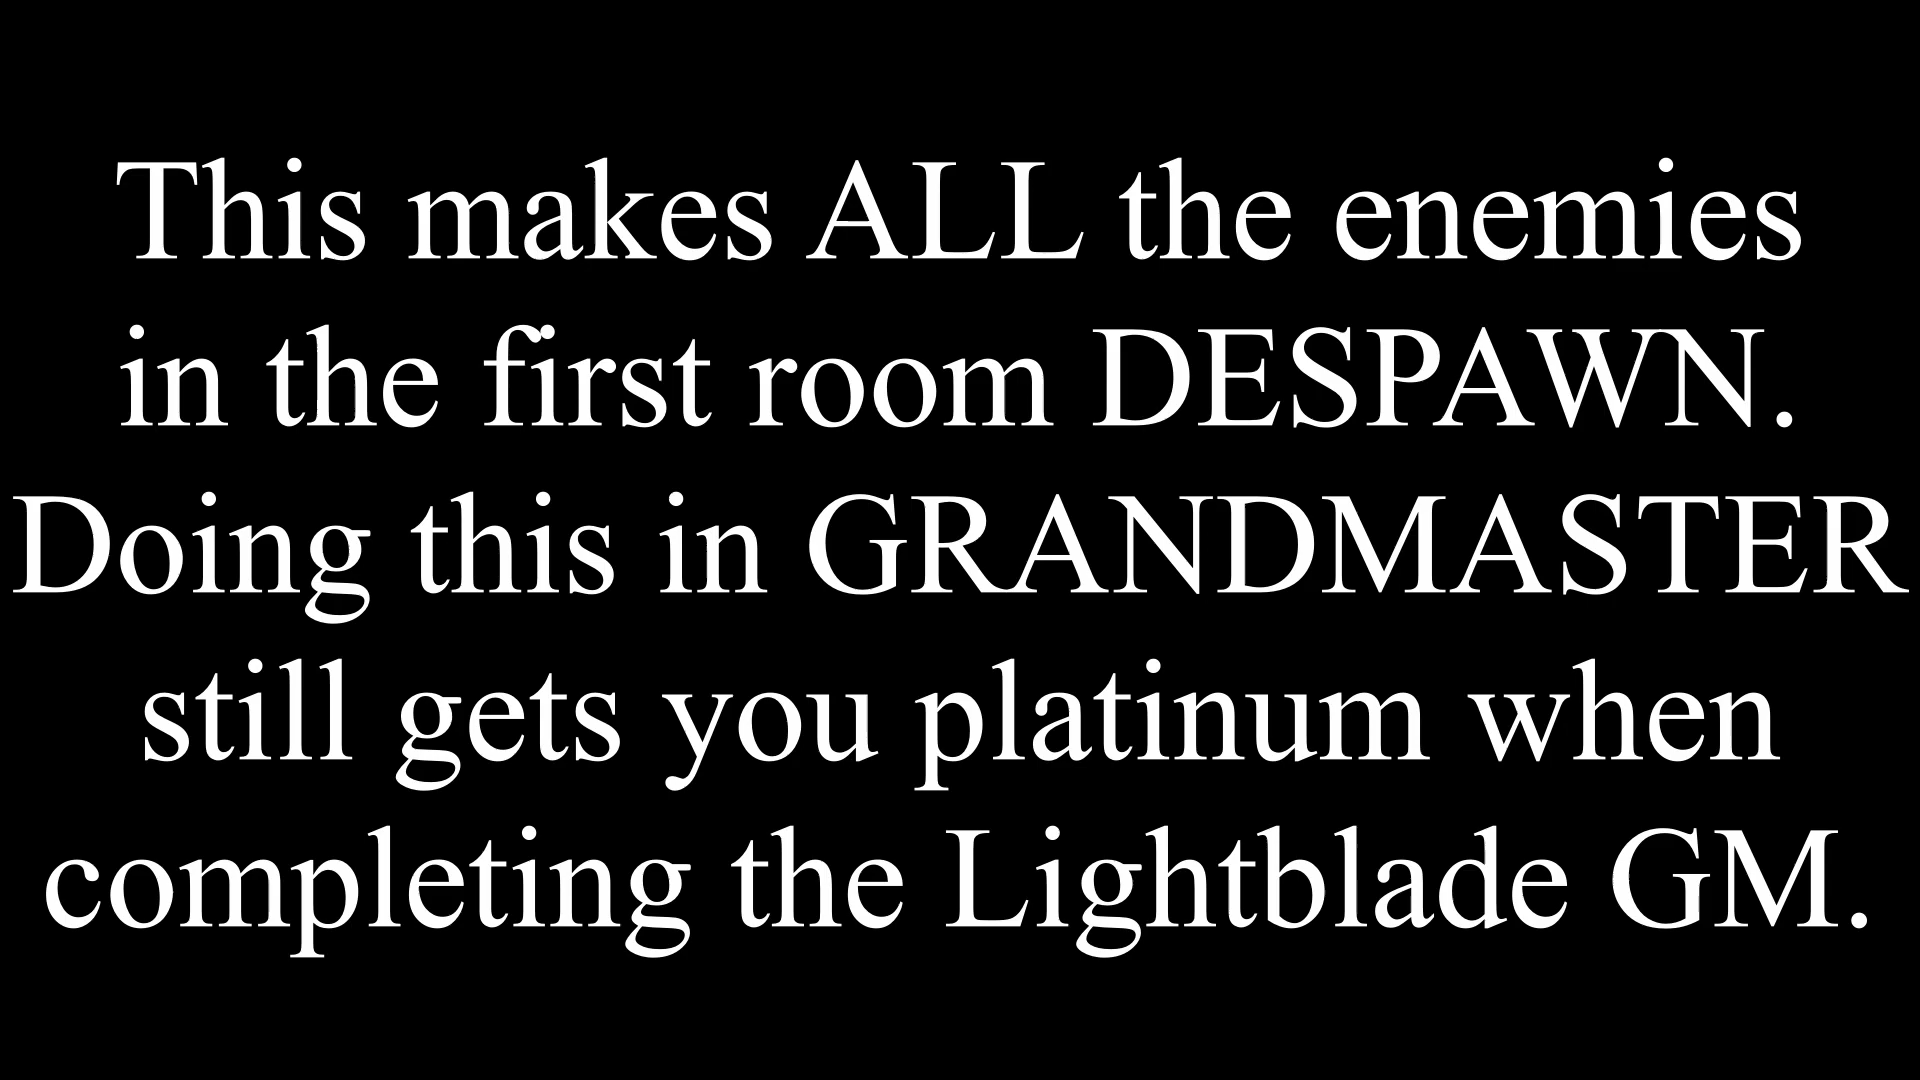 This makes ALL the enemies
in the first room DESPAWN.
Doing this in GRANDMASTER
still gets you platinum when
completing the Lightblade GM.